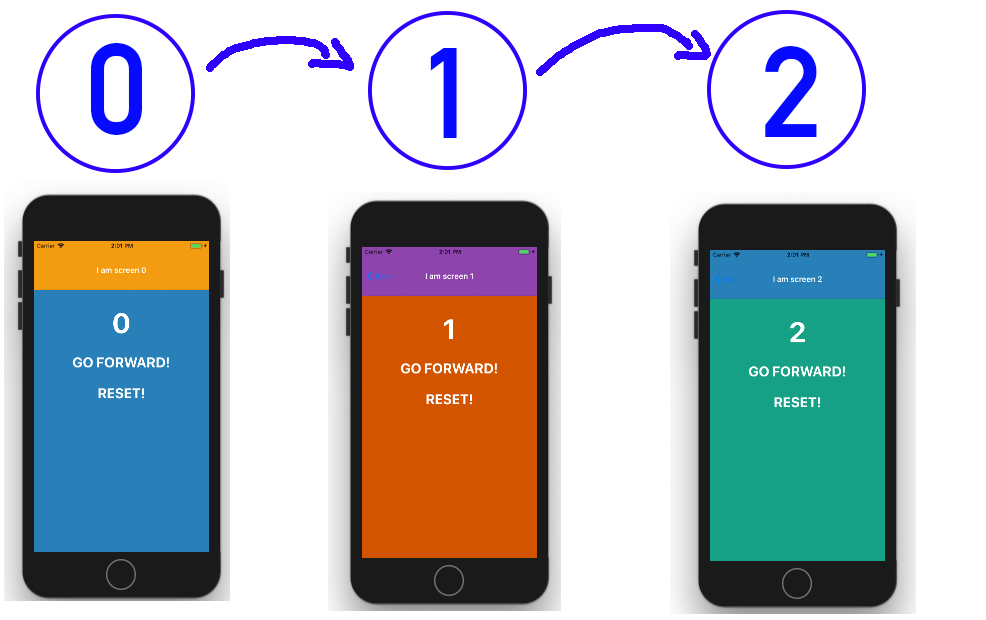 0
1
2
Carrier
2:01 PM
I am screen 0
0
GO FORWARD!
RESET!
Carrier
2:01 PM
I am screen 1
1
GO FORWARD!
RESET!
Carrier
2:01 PM
I am screen 2
2
GO FORWARD!
RESET!